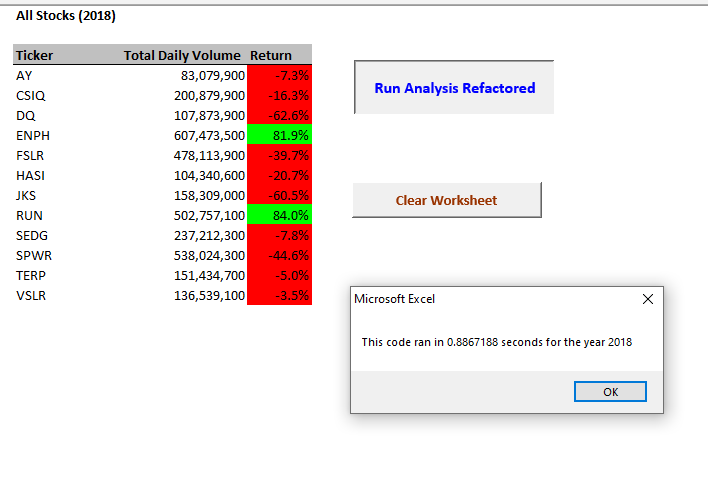 All Stocks (2018)
Ticker Total Daily Volume Return
AY 83,079,900 -7.3%
CSIQ 200,879,900 -16.3%
DQ 107,873,900 -62.6%
ENPH 607,473,500 81.9%
FSLR 478,113,900 -39.7%
HASI 104,340,600 -20.7%
JKS 158,309,000 -60.5%
RUN 502,757,100 84.0%
SEDG 237,212,300 -7.8%
SPWR 538,024,300 -44.6%
TERP 151,434,700 -5.0%
VSLR 136,539,100 -3.5%
Run Analysis Refactored
Clear Worksheet
Microsoft Excel
This code ran in 0.8867188 seconds for the year 2018
OK